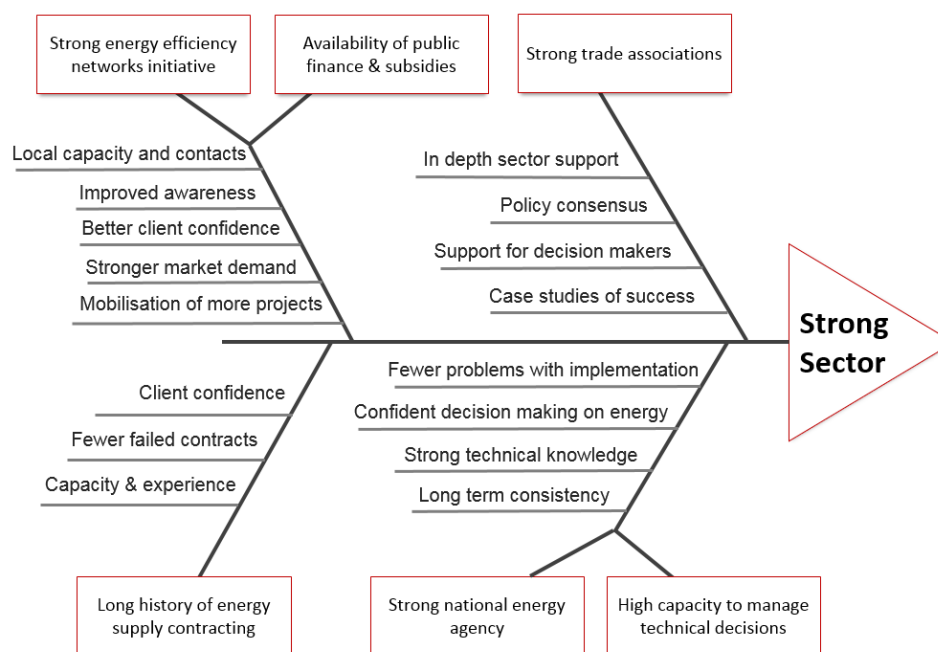 Strong energy efficiency
networks initiative
Availability of public
finance & subsidies
Strong trade associations
Local capacity and contacts
Improved awareness
Better client confidence
Stronger market demand
Mobilisation of more projects
In depth sector support
Policy consensus
Support for decision makers
Case studies of success
Strong
Sector
Client confidence
Fewer failed contracts
Capacity & experience
Fewer problems with implementation
Confident decision making on energy
Strong technical knowledge
Long term consistency
Long history of energy
supply contracting
Strong national energy
agency
High capacity to manage
technical decisions